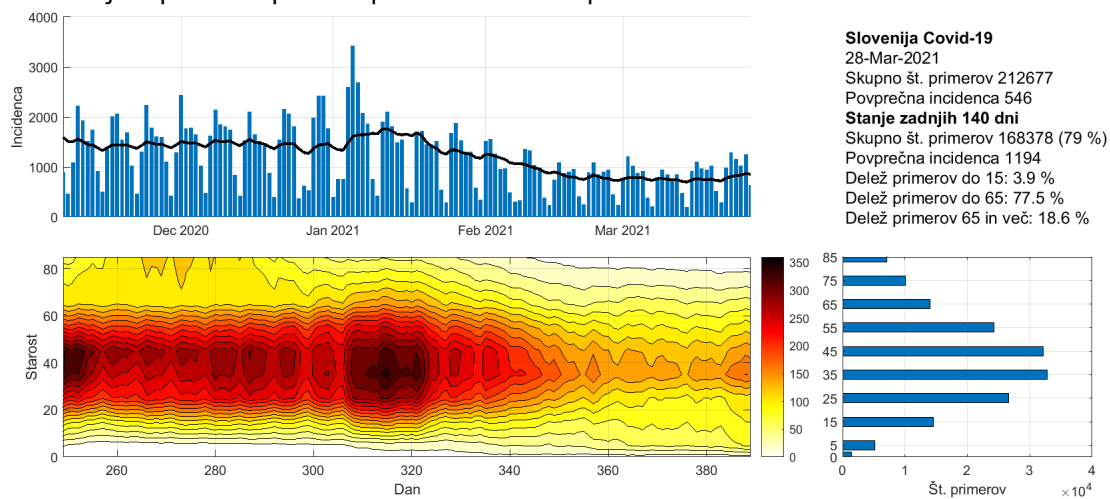 4000
3000
2000
1000
0
Incidenca
Dec 2020
Jan 2021
Feb 2021
Mar 2021
Slovenija Covid-19
28-Mar-2021
Skupno št. primerov 212677
Povprečna incidenca 546
Stanje zadnjih 140 dni
Skupno št. primerov 168378 (79 %)
Povprečna incidenca 1194
Delež primerov do 15: 3.9 %
Delež primerov do 65: 77.5 %
Delež primerov 65 in več: 18.6 %
80
60
40
20
0
Starost
260
280
300
320
340
360
380
Dan
350
300
250
200
150
100
50
0
85
75
65
55
45
35
25
15
5
0
0
1
2
3
4
Št. primerov
×10^4